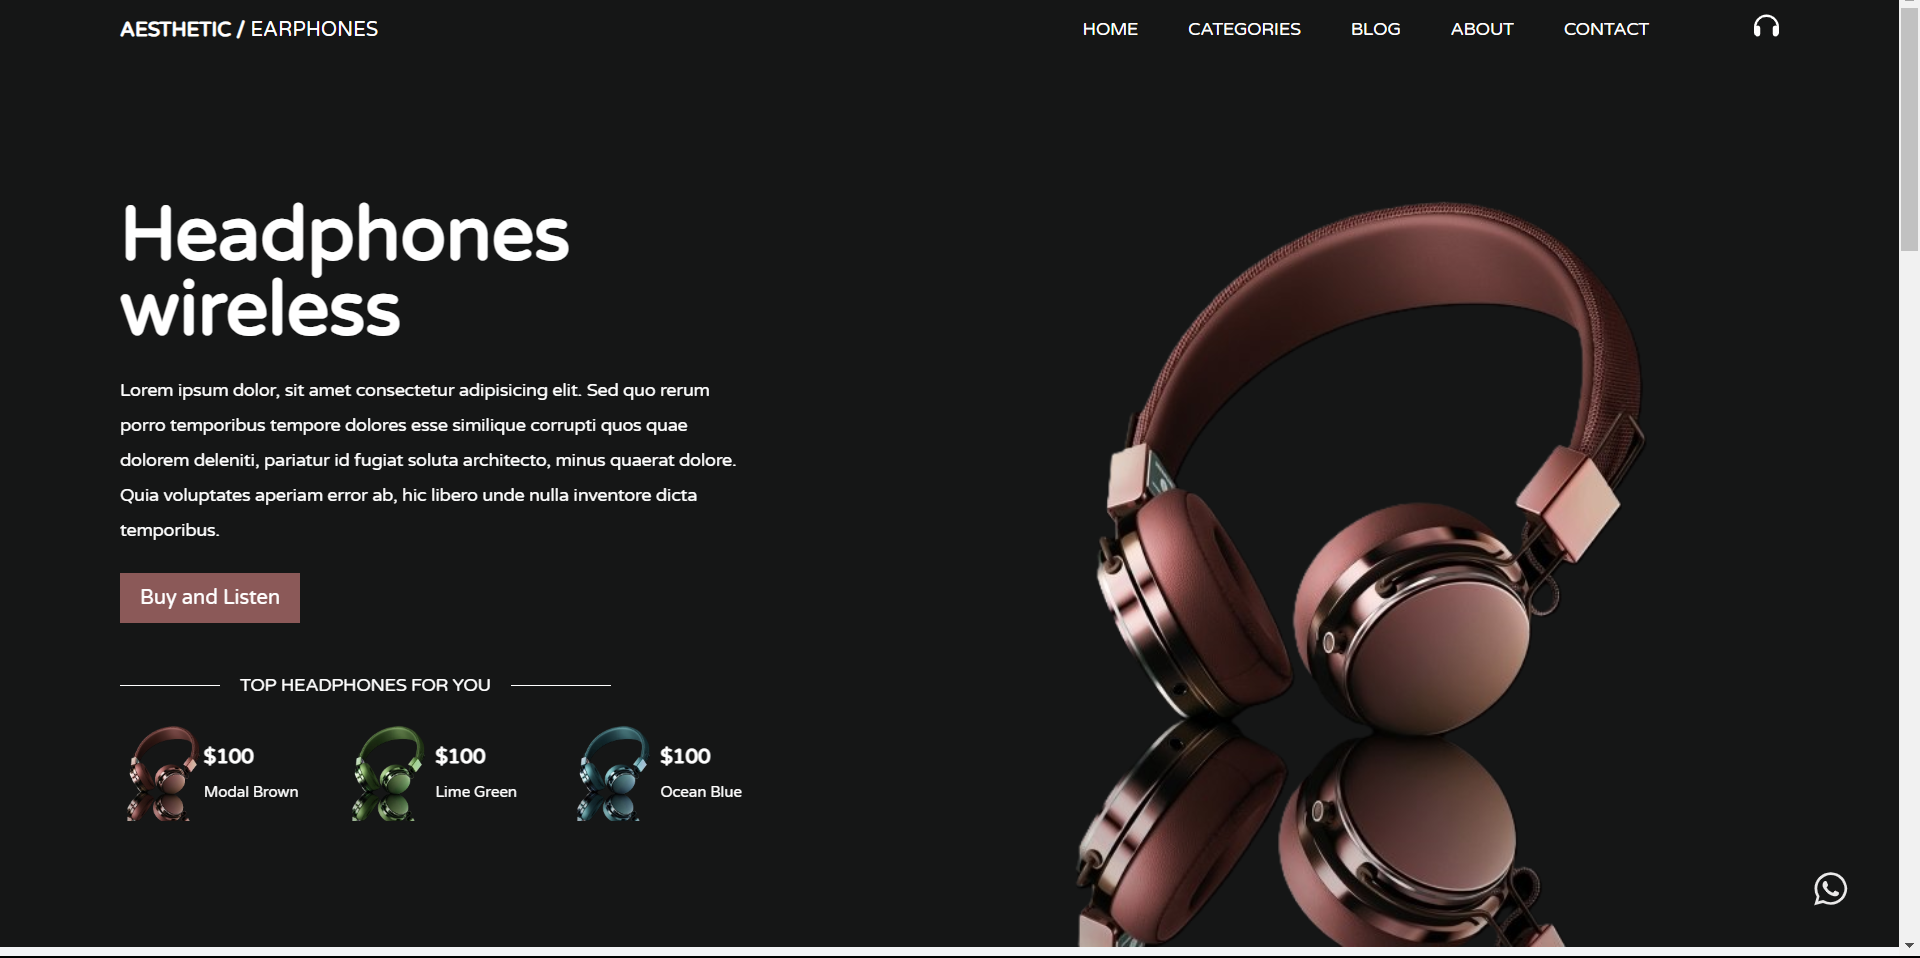 AESTHETIC / EARPHONES
HOME CATEGORIES BLOG ABOUT CONTACT
Headphones
wireless
Lorem ipsum dolor, sit amet consectetur adipisicing elit. Sed quo rerum
porro temporibus tempore dolores esse similique corrupti quos quae
dolorem deleniti, pariatur id fugiat soluta architecto, minus quaerat dolore.
Quia voluptates aperiam error ab, hic libero unde nulla inventore dicta
temporibus.
Buy and Listen
TOP HEADPHONES FOR YOU
$100
Modal Brown
$100
Lime Green
$100
Ocean Blue